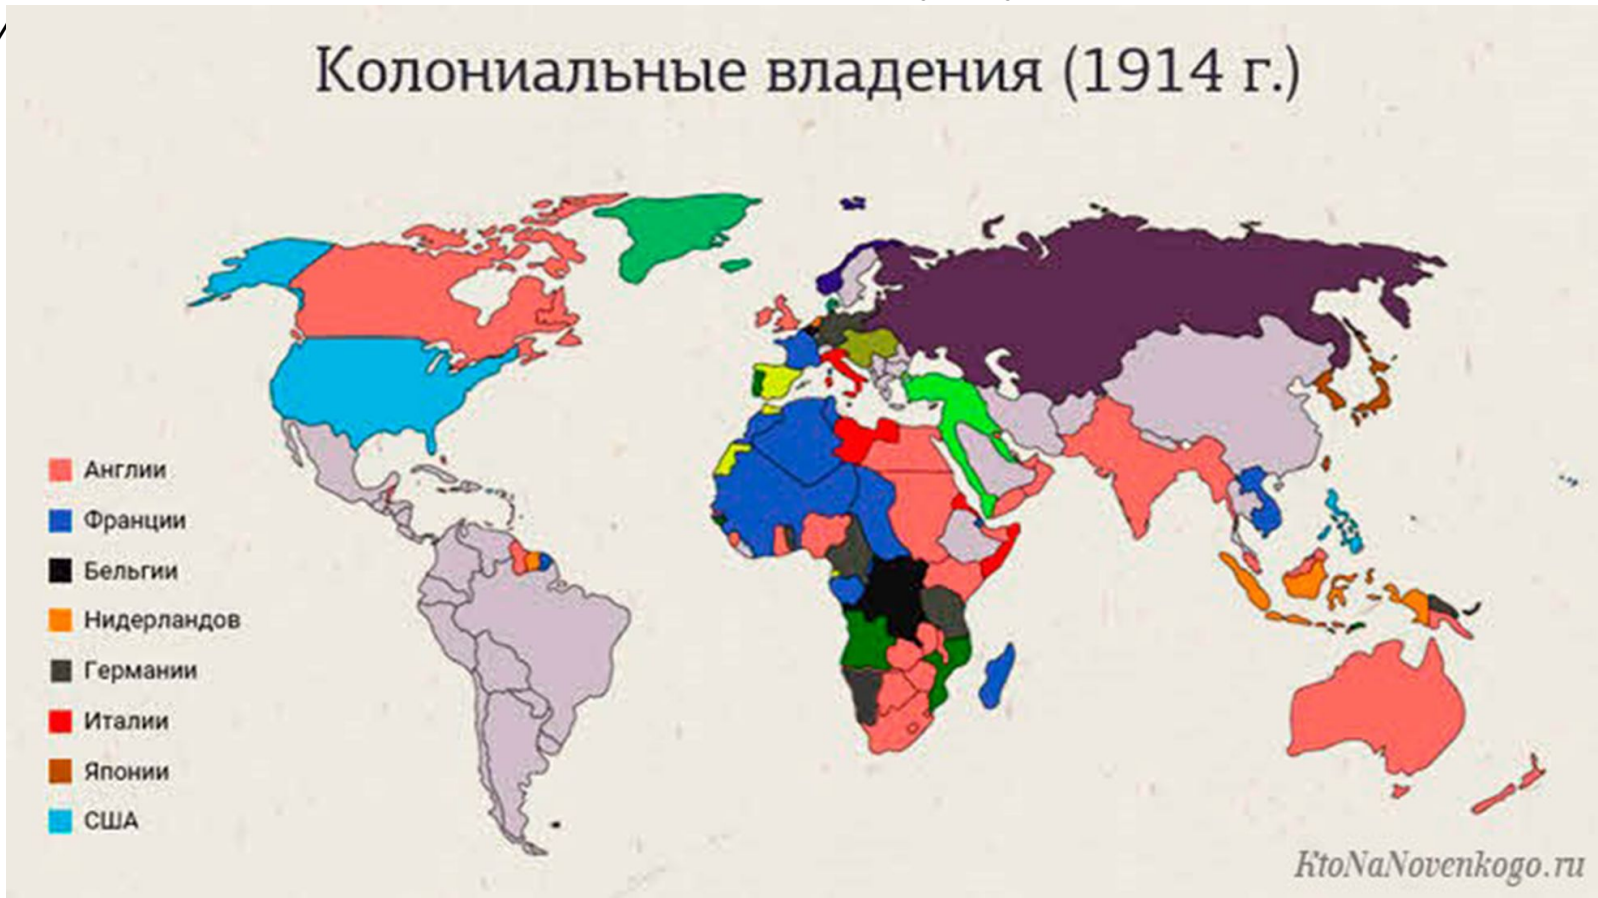 Колониальные владения (1914 г.)
Англии
Франции
Бельгии
Нидерландов
Германии
Италии
Японии
США
KtoNaNovenkogo.ru